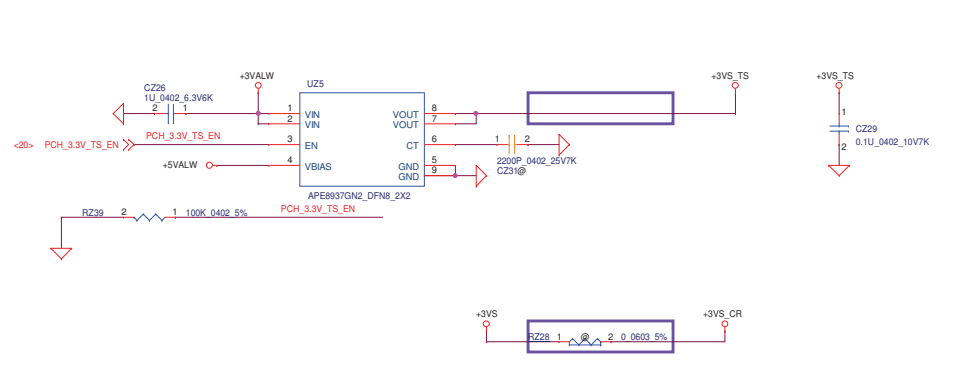 +3VALW
+3VS_TS
+3VS_TS
CZ26
1U_0402_6.3V6K
2
1
UZ5
1
VIN
VOUT
8
2
VIN
VOUT
7
1
CZ29
0.1U_0402_10V7K
2
<20>
PCH_3.3V_TS_EN
PCH_3.3V_TS_EN
3
EN
CT
6
1
2
2200P_0402_25V7K
CZ31@
+5VALW
4
VBIAS
GND
5
GND
9
APE8937GN2_DFN8_2X2
RZ39
2
1
100K_0402_5%
PCH_3.3V_TS_EN
+3VS
+3VS_CR
RZ28
1
@
2
0_0603_5%